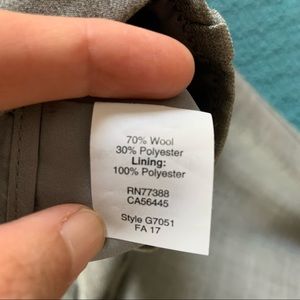 70% Wool
30% Polyester
Lining:
100% Polyester
RN77388
CA56445
Style G7051
FA 17